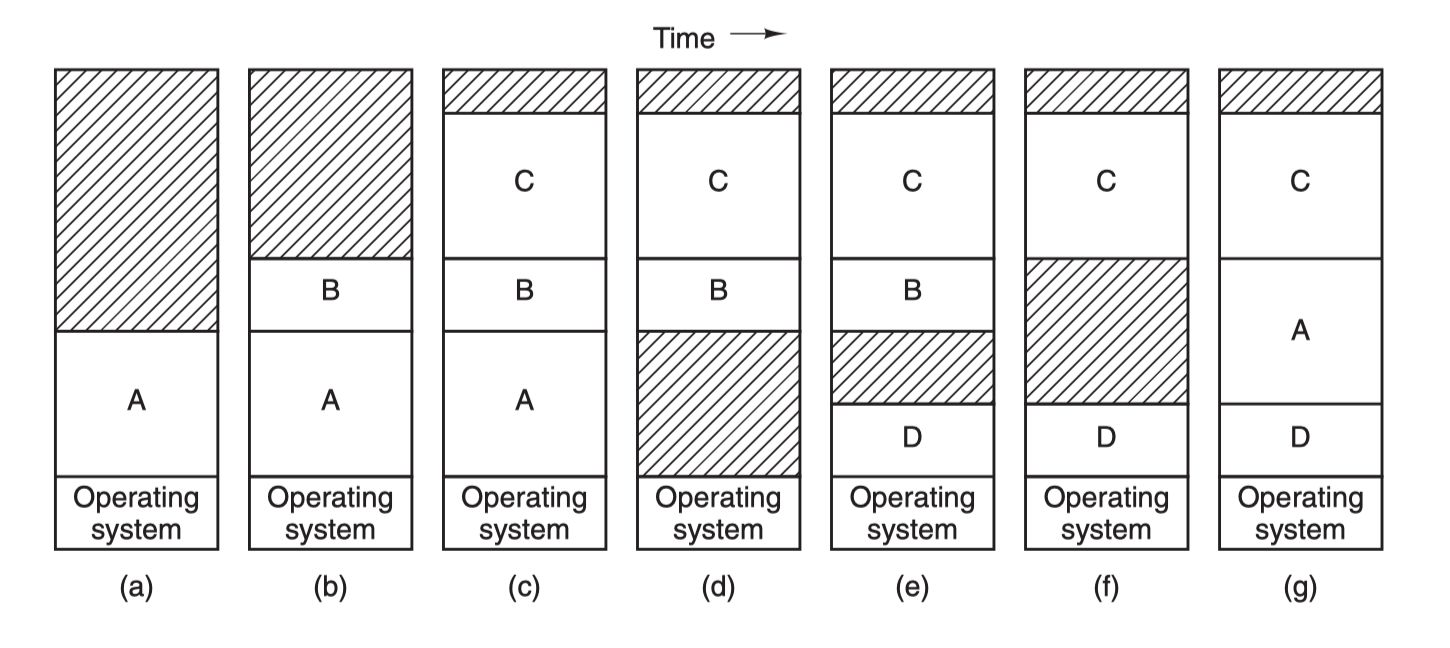 Time
C
C
C
C
C
B
B
B
B
A
A
A
A
D
D
D
Operating
system
Operating
system
Operating
system
Operating
system
Operating
system
Operating
system
Operating
system
(a)
(b)
(c)
(d)
(e)
(f)
(g)